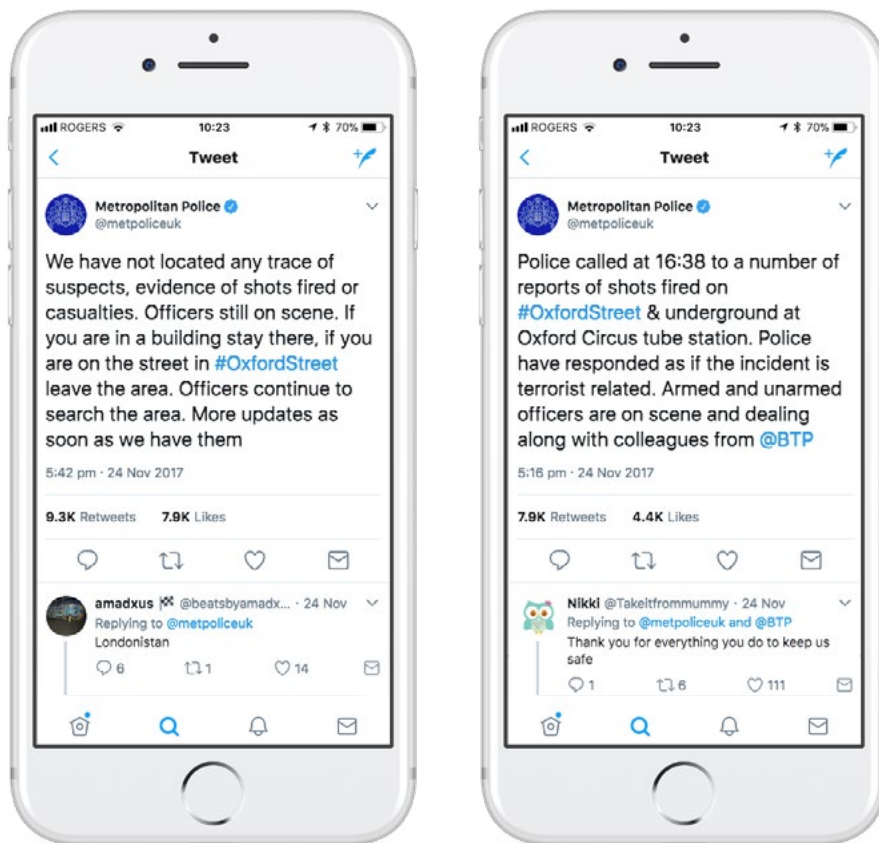 ROGERS 10:23 70%
Tweet
Metropolitan Police
@metpoliceuk
We have not located any trace of
suspects, evidence of shots fired or
casualties. Officers still on scene. If
you are in a building stay there, if you
are on the street in #OxfordStreet
leave the area. Officers continue to
search the area. More updates as
soon as we have them
5:42 pm · 24 Nov 2017
9.3K Retweets 7.9K Likes
amadxus @beatsbyamadx... · 24 Nov
Replying to @metpoliceuk
Londonistan
6 1 14
ROGERS 10:23 70%
Tweet
Metropolitan Police
@metpoliceuk
Police called at 16:38 to a number of
reports of shots fired on
#OxfordStreet & underground at
Oxford Circus tube station. Police
have responded as if the incident is
terrorist related. Armed and unarmed
officers are on scene and dealing
along with colleagues from @BTP
5:16 pm · 24 Nov 2017
7.9K Retweets 4.4K Likes
Nikki @Takeitfrommummy · 24 Nov
Replying to @metpoliceuk and @BTP
Thank you for everything you do to keep us
safe
1 6 111